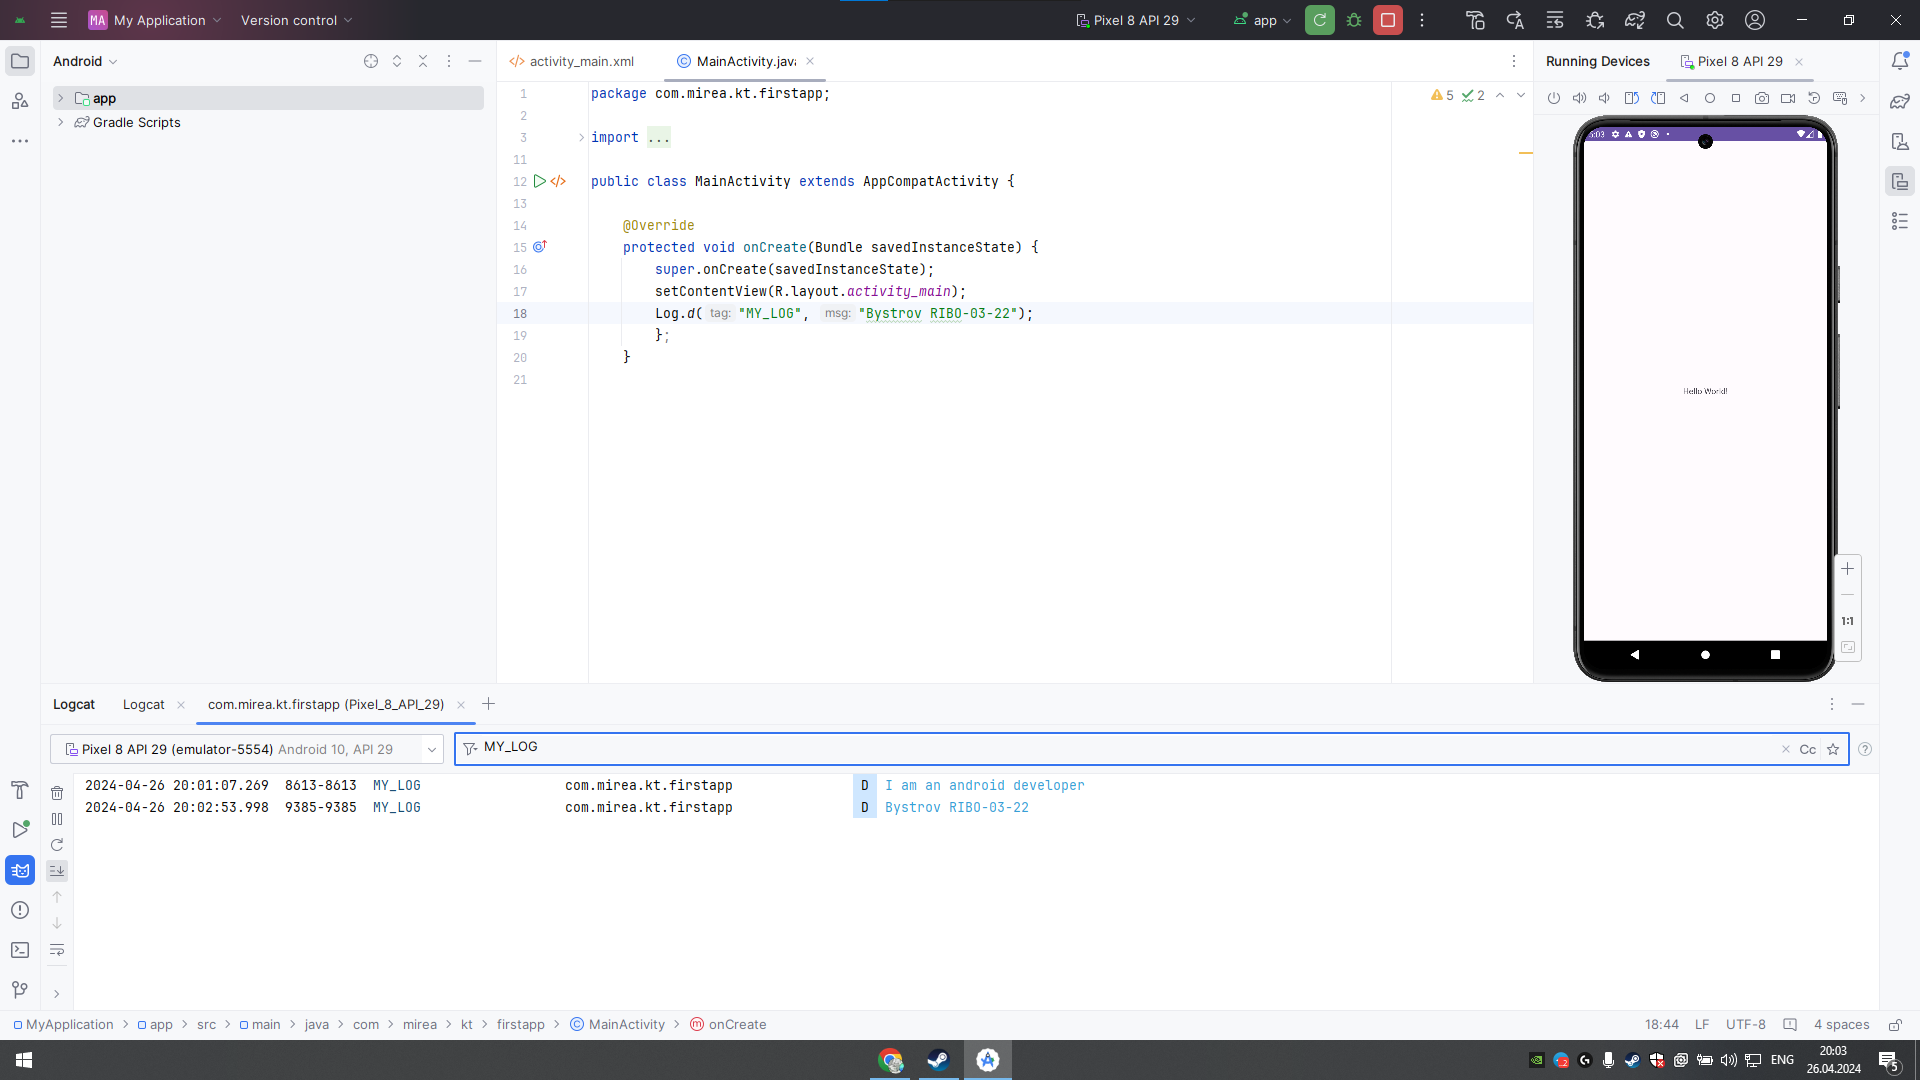 MA My Application Version control Pixel 8 API 29 app
Android
app
Gradle Scripts
activity_main.xml MainActivity.java
5 2
1 package com.mirea.kt.firstapp;
2
3 import ...
11
12 public class MainActivity extends AppCompatActivity {
13
14 @Override
15 protected void onCreate(Bundle savedInstanceState) {
16 super.onCreate(savedInstanceState);
17 setContentView(R.layout.activity_main);
18 Log.d( tag: "MY_LOG", msg: "Bystrov RIBO-03-22");
19 };
20 }
21
Running Devices Pixel 8 API 29
Hello World!
1:1
Logcat Logcat com.mirea.kt.firstapp (Pixel_8_API_29)
Pixel 8 API 29 (emulator-5554) Android 10, API 29 MY_LOG Cc
2024-04-26 20:01:07.269 8613-8613 MY_LOG com.mirea.kt.firstapp D I am an android developer
2024-04-26 20:02:53.998 9385-9385 MY_LOG com.mirea.kt.firstapp D Bystrov RIBO-03-22
MyApplication > app > src > main > java > com > mirea > kt > firstapp > MainActivity > onCreate 18:44 LF UTF-8 4 spaces
ENG 20:03
26.04.2024 5